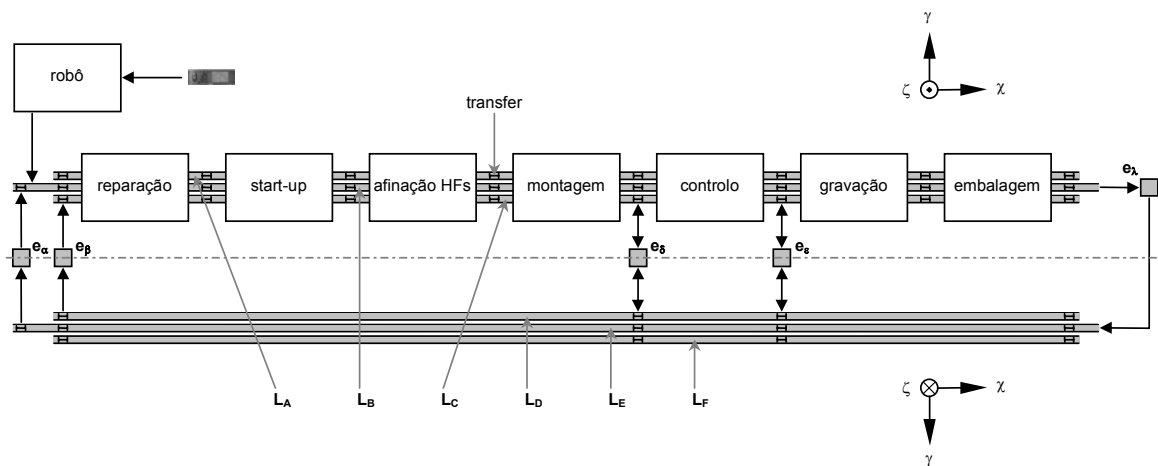 γ
ζ χ
robô
transfer
reparação start-up afinação HFs montagem controlo gravação embalagem
eλ
eα eβ eδ eε
LA LB LC LD LE LF
ζ χ
γ